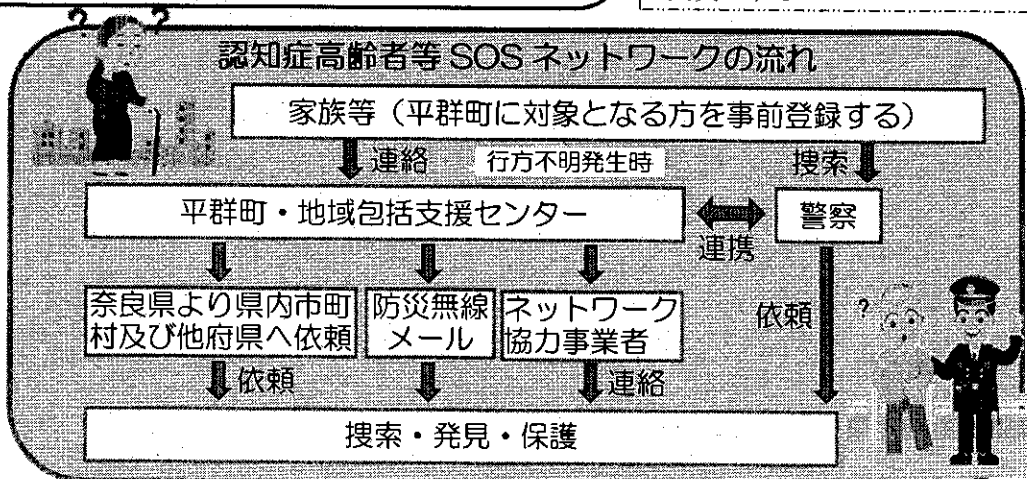 認知症高齢者等 SOS ネットワークの流れ
家族等（平群町に対象となる方を事前登録する）
連絡
行方不明発生時
捜索
平群町・地域包括支援センター
連携
警察
奈良県より県内市町
村及び他府県へ依頼
防災無線
メール
ネットワーク
協力事業者
依頼
依頼
連絡
捜索・発見・保護